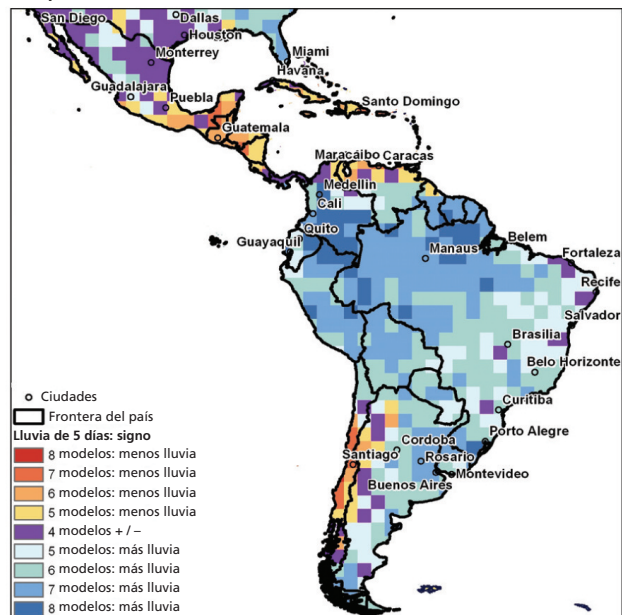 San Diego
Dallas
Houston
Monterrey
Miami
Havana
Guadalajara
Puebla
Santo Domingo
Guatemala
Maracaibo
Caracas
Medellin
Cali
Quito
Guayaquil
Manaus
Belem
Fortaleza
Recife
Salvador
Brasilia
Belo Horizonte
Curitiba
Porto Alegre
Cordoba
Santiago
Rosario
Montevideo
Buenos Aires
Ciudades
Frontera del país
Lluvia de 5 días: signo
8 modelos: menos lluvia
7 modelos: menos lluvia
6 modelos: menos lluvia
5 modelos: menos lluvia
4 modelos + / –
5 modelos: más lluvia
6 modelos: más lluvia
7 modelos: más lluvia
8 modelos: más lluvia